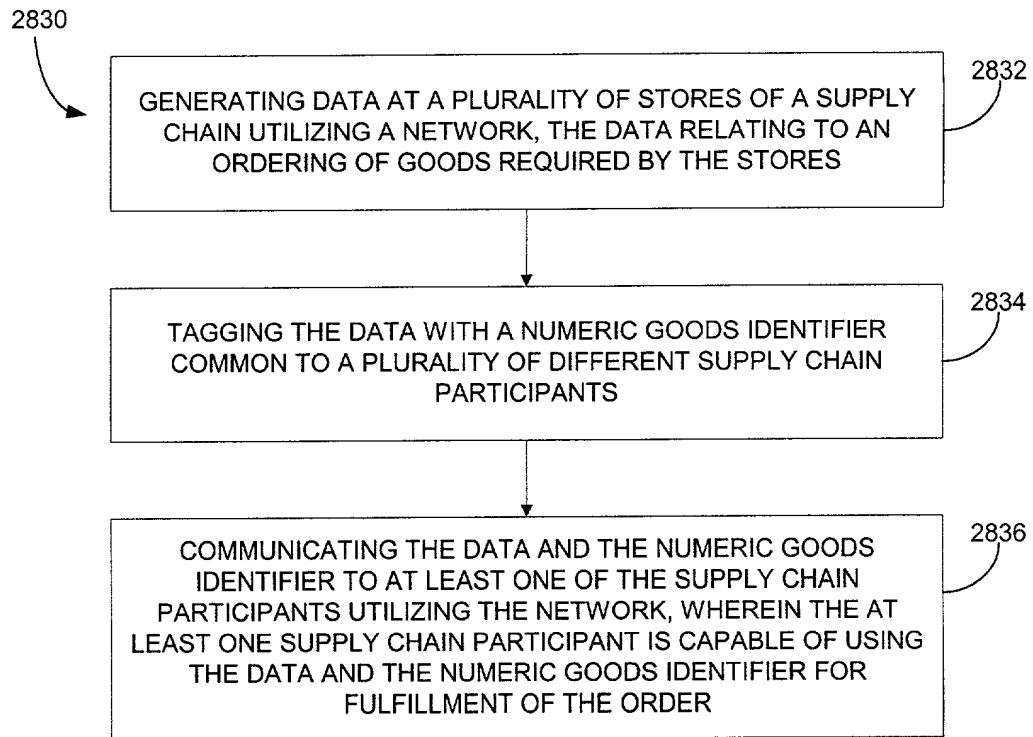 2830
2832
GENERATING DATA AT A PLURALITY OF STORES OF A SUPPLY
CHAIN UTILIZING A NETWORK, THE DATA RELATING TO AN
ORDERING OF GOODS REQUIRED BY THE STORES
2834
TAGGING THE DATA WITH A NUMERIC GOODS IDENTIFIER
COMMON TO A PLURALITY OF DIFFERENT SUPPLY CHAIN
PARTICIPANTS
2836
COMMUNICATING THE DATA AND THE NUMERIC GOODS
IDENTIFIER TO AT LEAST ONE OF THE SUPPLY CHAIN
PARTICIPANTS UTILIZING THE NETWORK, WHEREIN THE AT
LEAST ONE SUPPLY CHAIN PARTICIPANT IS CAPABLE OF USING
THE DATA AND THE NUMERIC GOODS IDENTIFIER FOR
FULFILLMENT OF THE ORDER